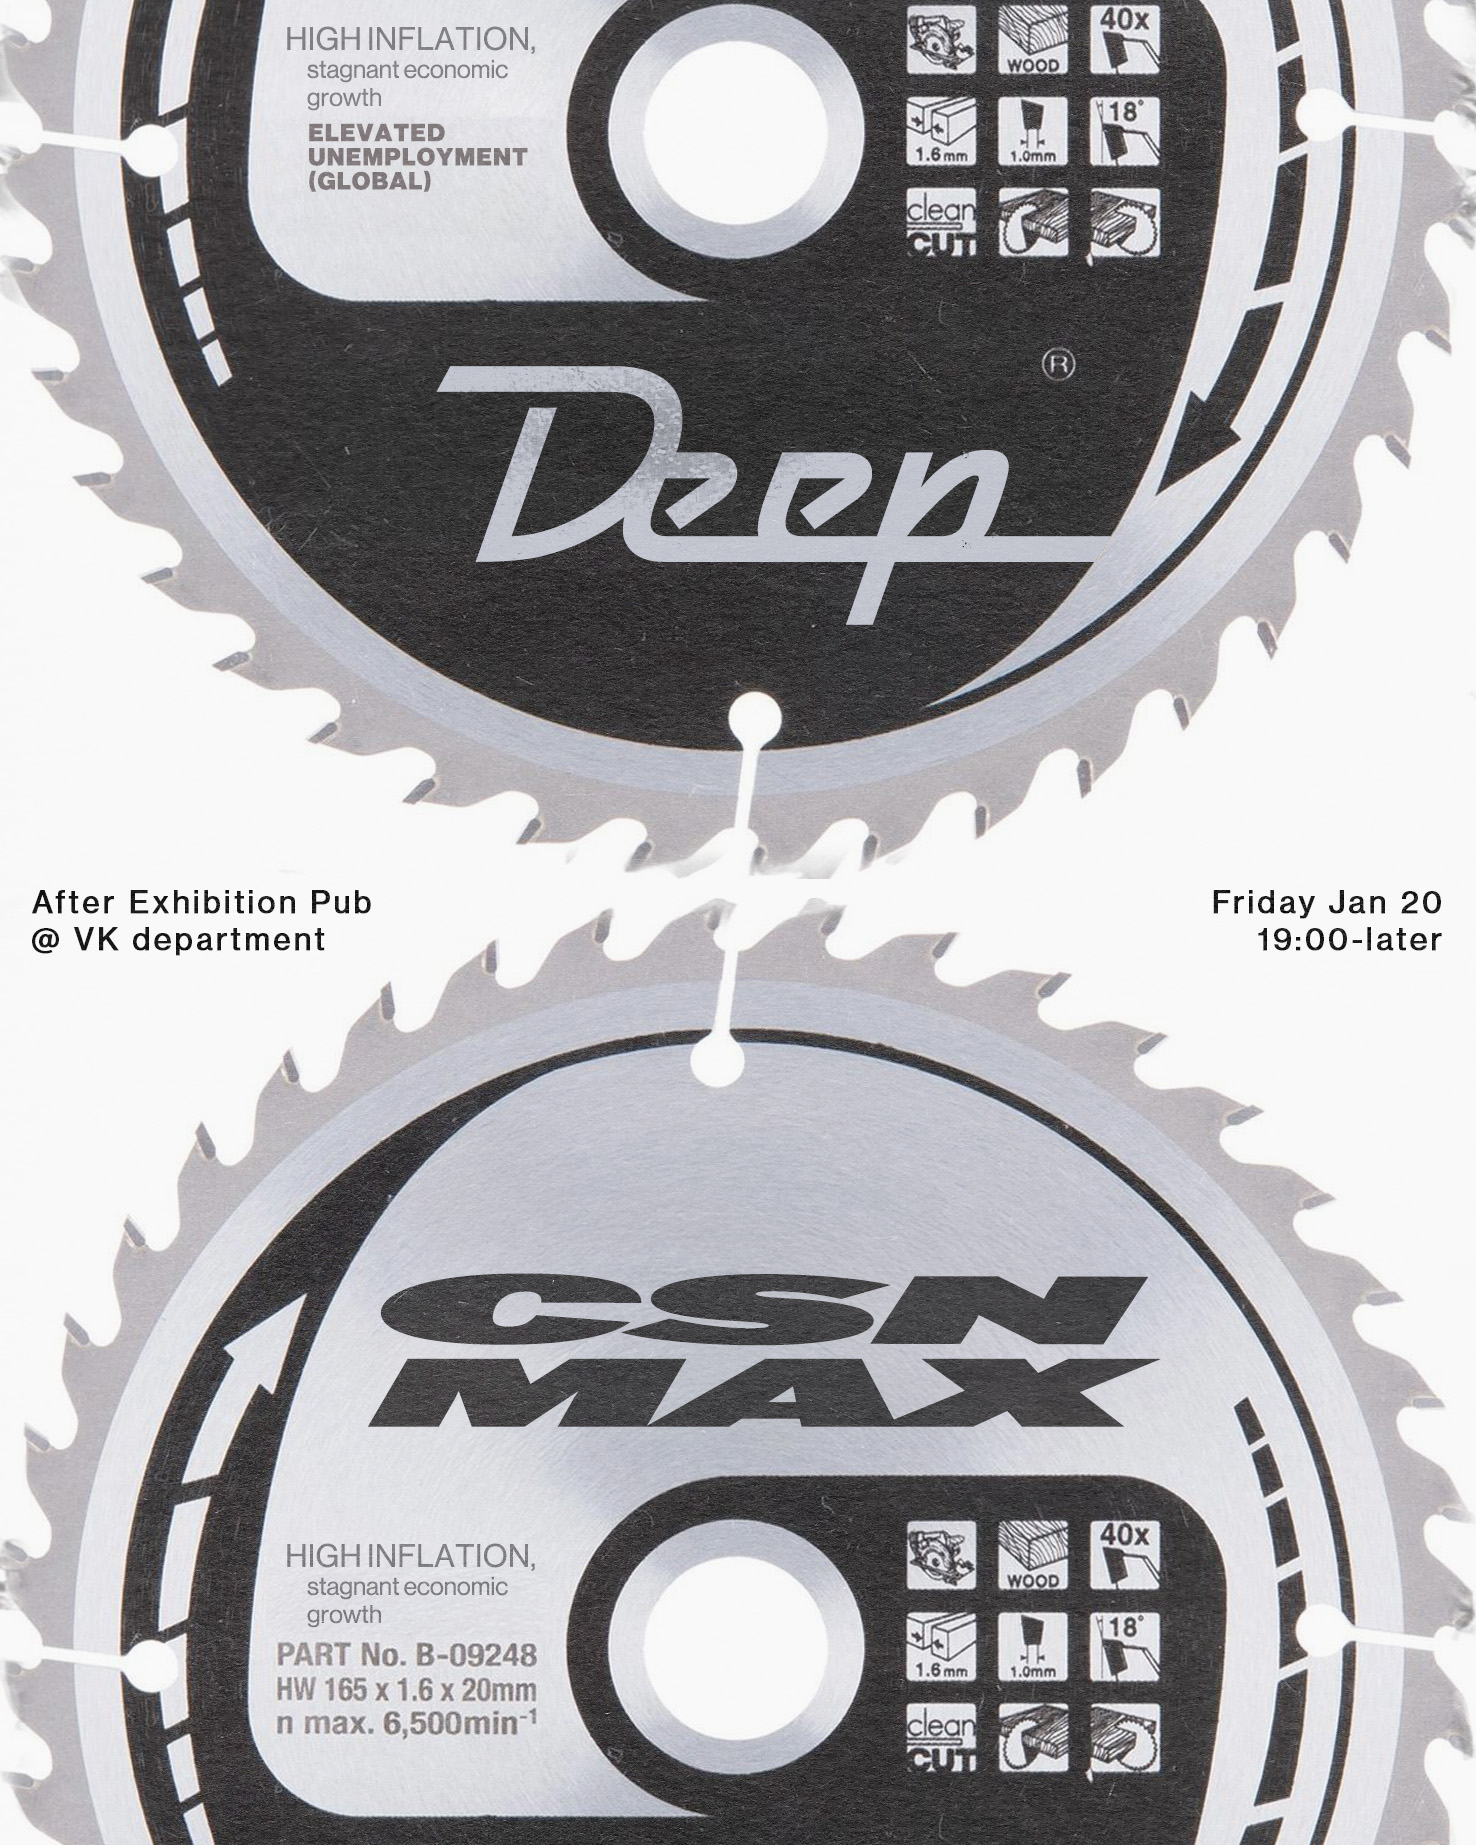 HIGH INFLATION,
stagnant economic
growth
ELEVATED
UNEMPLOYMENT
(GLOBAL)
WOOD
40x
1.6mm
1.0mm
18°
clean
CUT
®
Deep
After Exhibition Pub
@ VK department
Friday Jan 20
19:00-later
CSN
MAX
HIGH INFLATION,
stagnant economic
growth
PART No. B-09248
HW 165 x 1.6 x 20mm
n max. 6,500min⁻¹
WOOD
40x
1.6mm
1.0mm
18°
clean
CUT